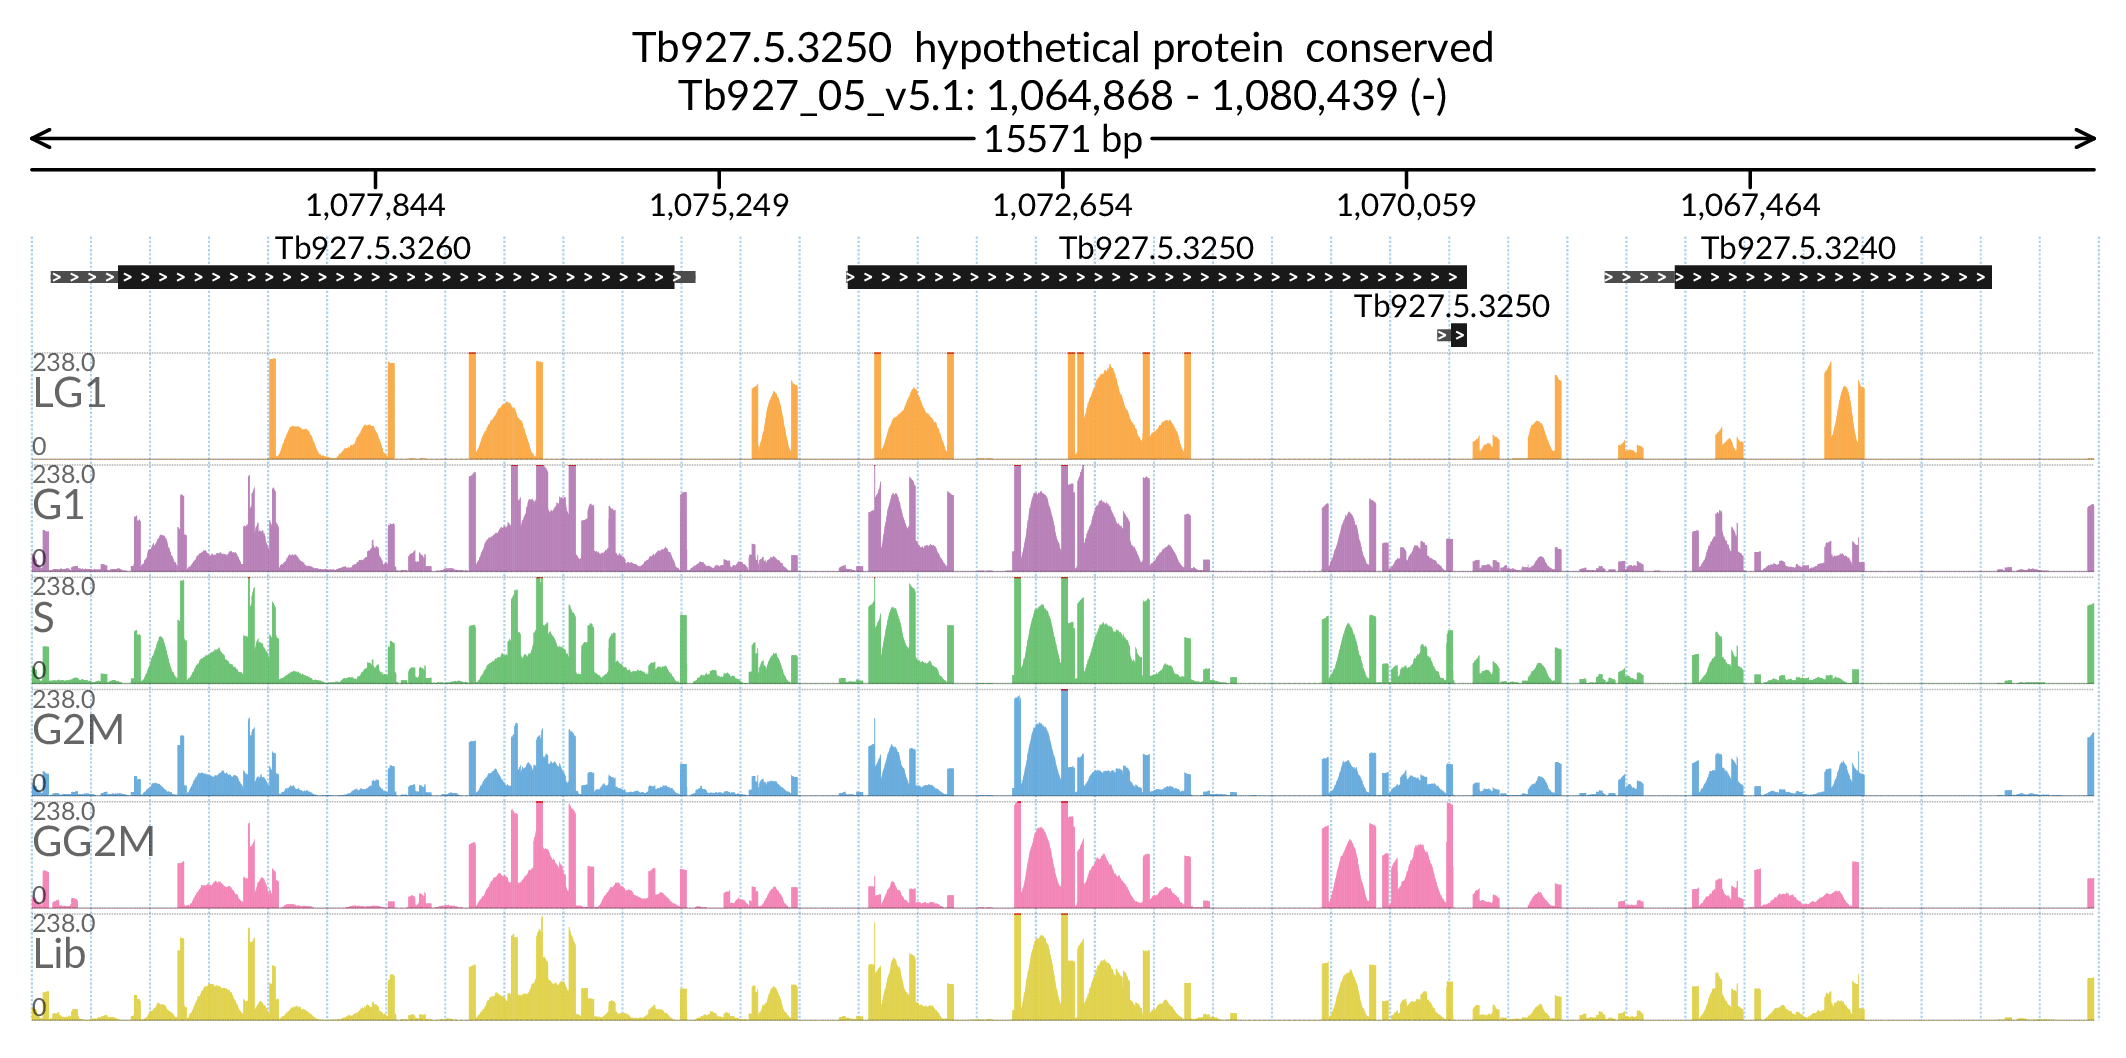 Tb927.5.3250  hypothetical protein  conserved
Tb927_05_v5.1: 1,064,868 - 1,080,439 (-)
15571 bp
1,077,844 1,075,249 1,072,654 1,070,059 1,067,464
Tb927.5.3260 Tb927.5.3250 Tb927.5.3240
Tb927.5.3250
238.0
LG1
0
238.0
G1
0
238.0
S
0
238.0
G2M
0
238.0
GG2M
0
238.0
Lib
0